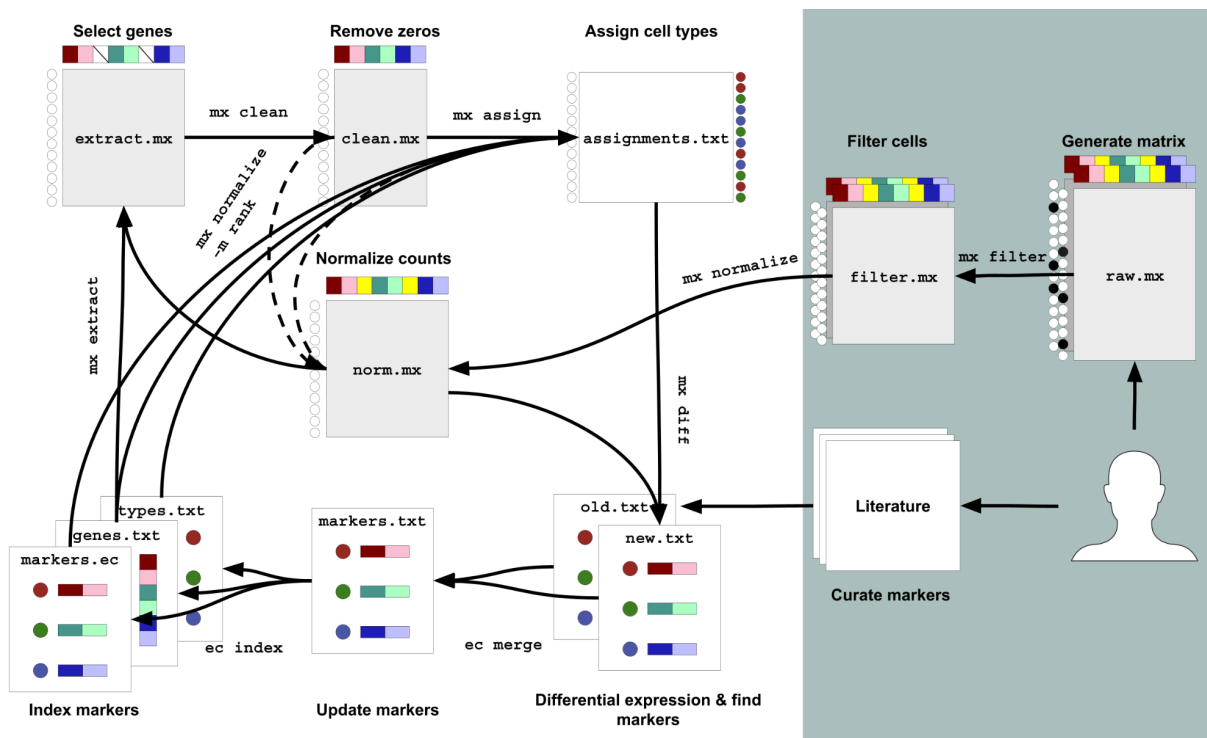 Select genes
Remove zeros
Assign cell types
extract.mx
mx clean
clean.mx
mx assign
assignments.txt
Filter cells
Generate matrix
mx normalize
-m rank
Normalize counts
mx normalize
filter.mx
mx filter
raw.mx
mx extract
norm.mx
mx diff
types.txt
genes.txt
markers.ec
markers.txt
old.txt
new.txt
Literature
Curate markers
ec index
ec merge
Index markers
Update markers
Differential expression & find
markers